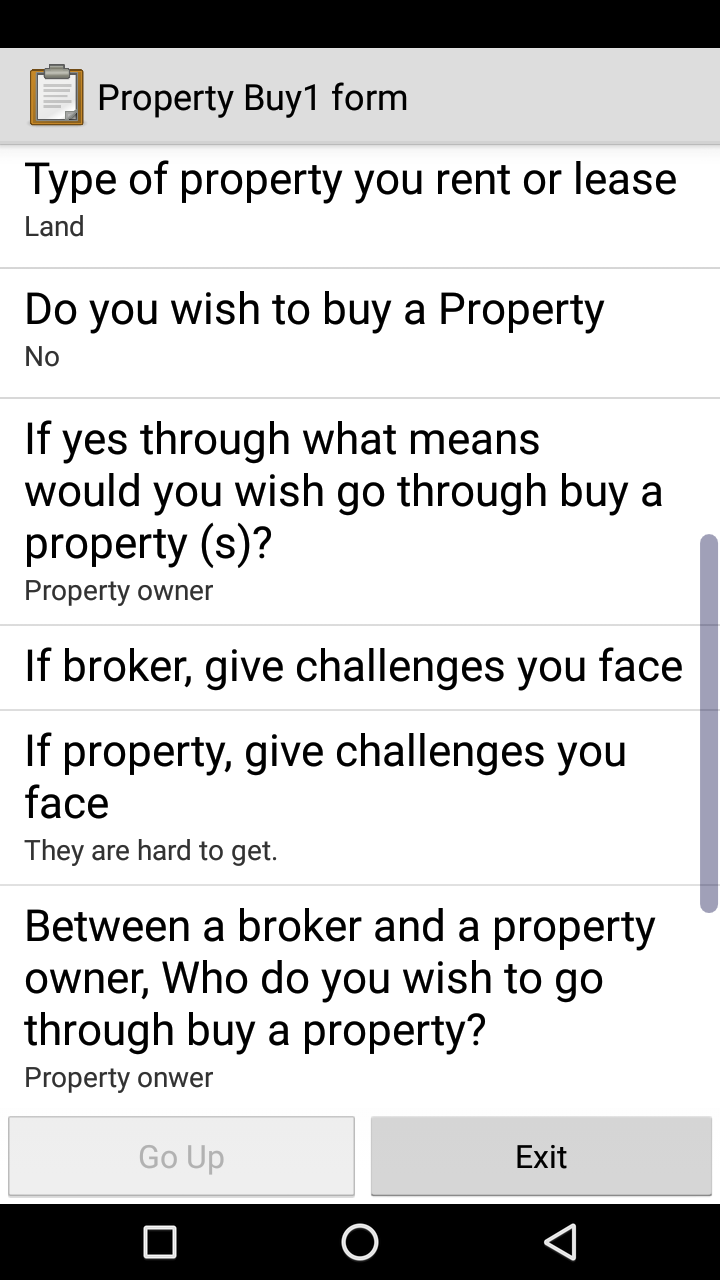 Property Buy1 form
Type of property you rent or lease
Land
Do you wish to buy a Property
No
If yes through what means
would you wish go through buy a
property (s)?
Property owner
If broker, give challenges you face
If property, give challenges you
face
They are hard to get.
Between a broker and a property
owner, Who do you wish to go
through buy a property?
Property onwer
Go Up
Exit